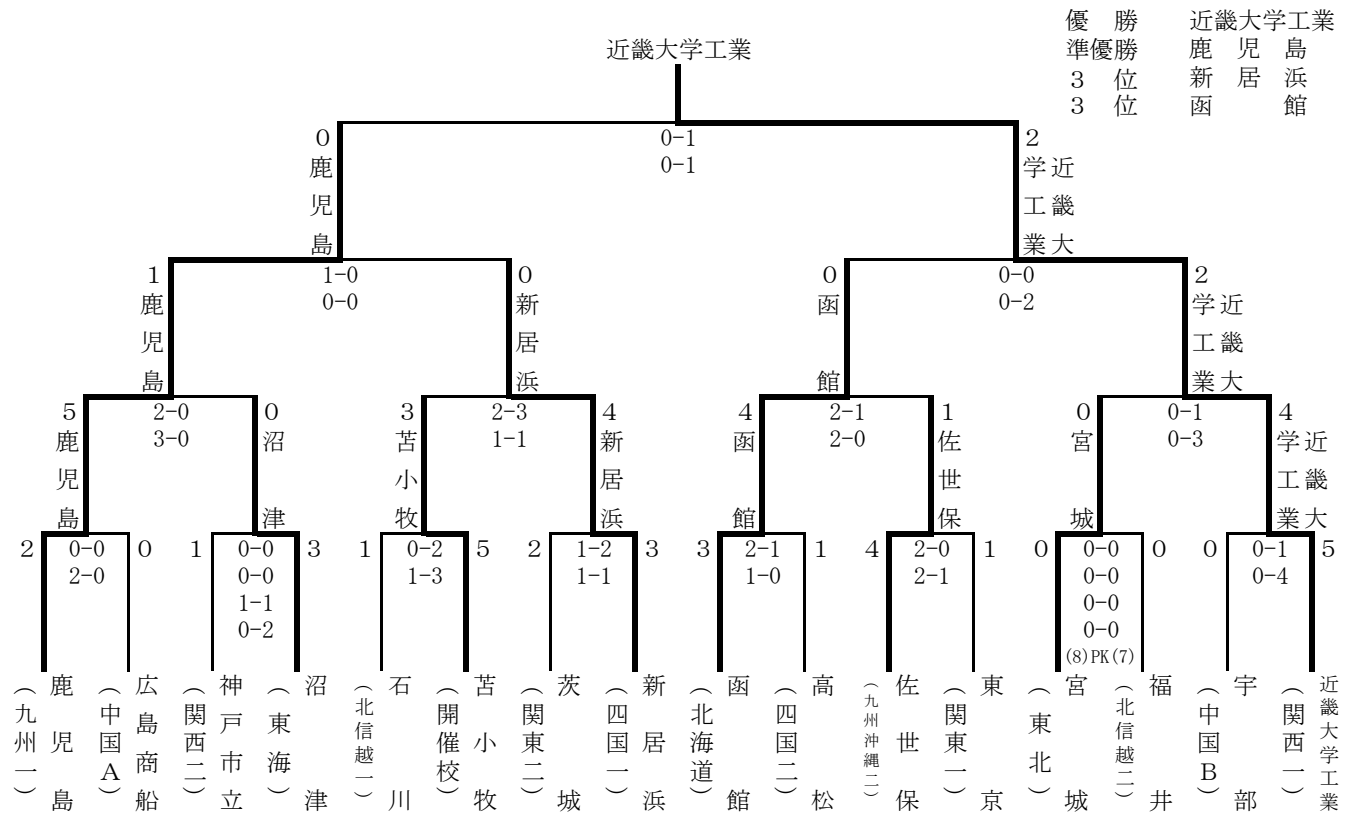 優　勝　近畿大学工業
準優勝　鹿　児　島
３　位　新　居　浜
３　位　函　　　館
近畿大学工業
0 0-1 2
0-1
鹿児島
近畿大学工業
1 1-0 0
0-0
0 0-0 2
0-2
鹿児島
新居浜
函館
近畿大学工業
5 2-0 0
3-0
3 2-3 4
1-1
4 2-1 1
2-0
0 0-1 4
0-3
鹿児島
沼津
苫小牧
新居浜
函館
佐世保
宮城
近畿大学工業
2 0-0 0
2-0
1 0-0 3
0-0
1-1
0-2
1 0-2 5
1-3
2 1-2 3
1-1
3 2-1 1
1-0
4 2-0 1
2-1
0 0-0 0
0-0
0-0
0-0
(8)PK(7)
0 0-1 5
0-4
鹿児島
（九州一）
広島商船
（中国Ａ）
神戸市立
（関西二）
沼津
（東海）
石川
（北信越一）
苫小牧
（開催校）
茨城
（関東二）
新居浜
（四国一）
函館
（北海道）
高松
（四国二）
佐世保
（九州沖縄二）
東京
（関東一）
宮城
（東北）
福井
（北信越二）
宇部
（中国Ｂ）
近畿大学工業
（関西一）